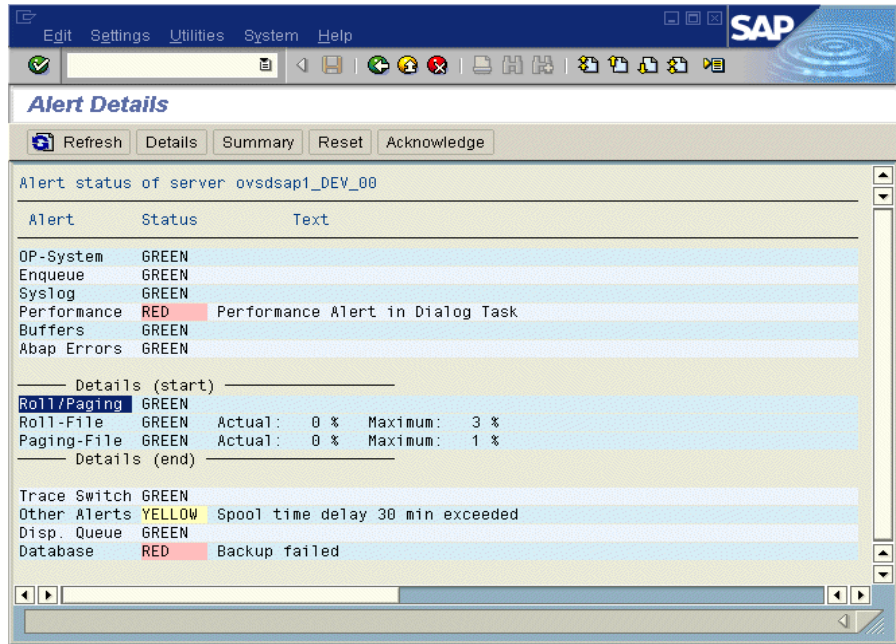 Edit Settings Utilities System Help
SAP
Alert Details
Refresh Details Summary Reset Acknowledge
Alert status of server ovsdsap1_DEV_00
Alert Status Text
OP-System GREEN
Enqueue GREEN
Syslog GREEN
Performance RED Performance Alert in Dialog Task
Buffers GREEN
Abap Errors GREEN
Details (start)
Roll/Paging GREEN
Roll-File GREEN Actual: 0 % Maximum: 3 %
Paging-File GREEN Actual: 0 % Maximum: 1 %
Details (end)
Trace Switch GREEN
Other Alerts YELLOW Spool time delay 30 min exceeded
Disp. Queue GREEN
Database RED Backup failed